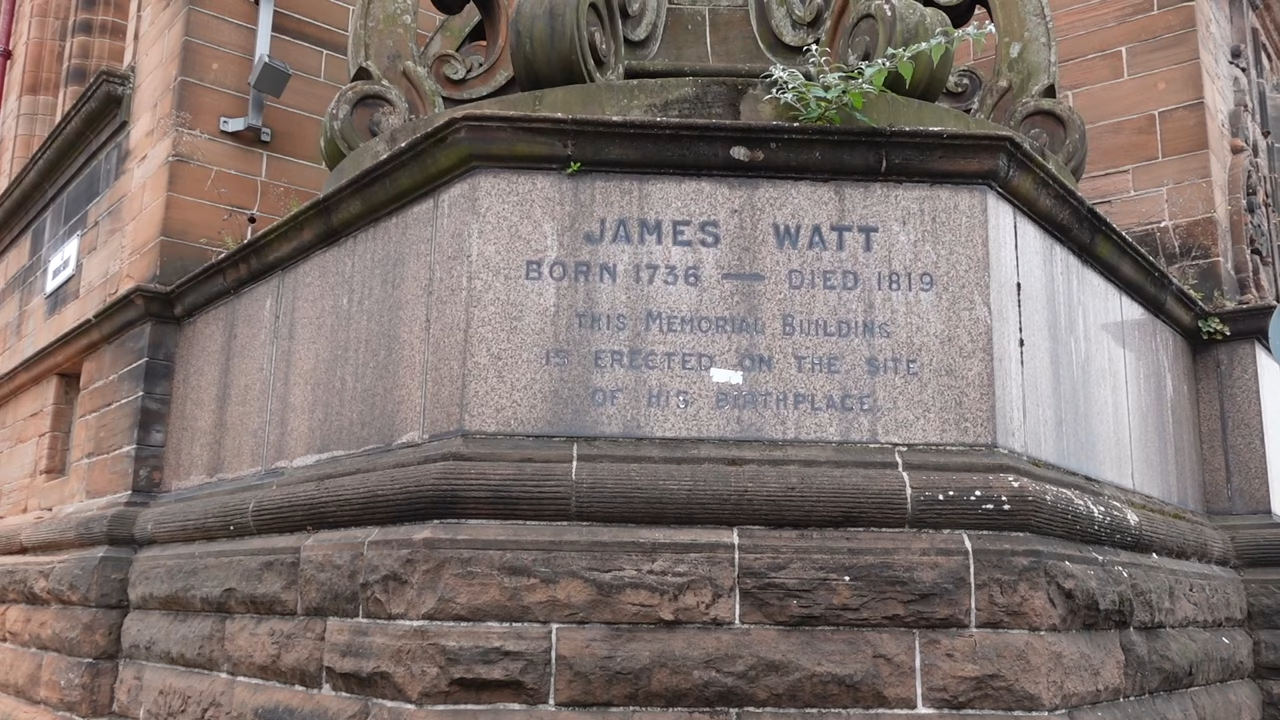 JAMES WATT
BORN 1736 — DIED 1819
THIS MEMORIAL BUILDING
IS ERECTED ON THE SITE
OF HIS BIRTHPLACE